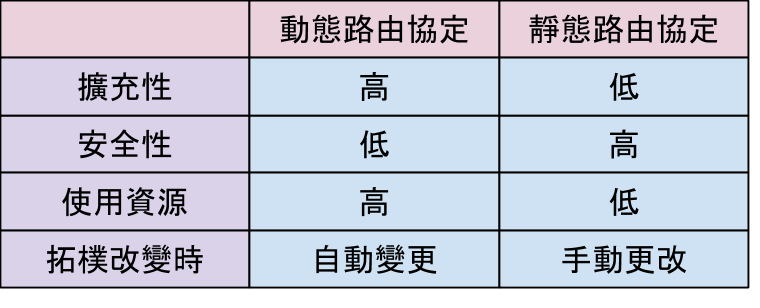 動態路由協定 靜態路由協定
擴充性 高 低
安全性 低 高
使用資源 高 低
拓樸改變時 自動變更 手動更改